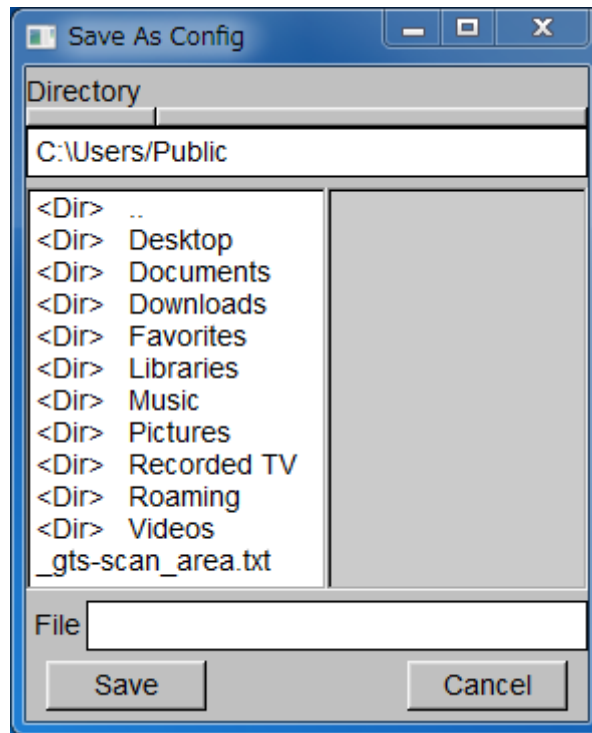 Save As Config
Directory
C:\Users/Public
<Dir> ..
<Dir> Desktop
<Dir> Documents
<Dir> Downloads
<Dir> Favorites
<Dir> Libraries
<Dir> Music
<Dir> Pictures
<Dir> Recorded TV
<Dir> Roaming
<Dir> Videos
_gts-scan_area.txt
File
Save Cancel